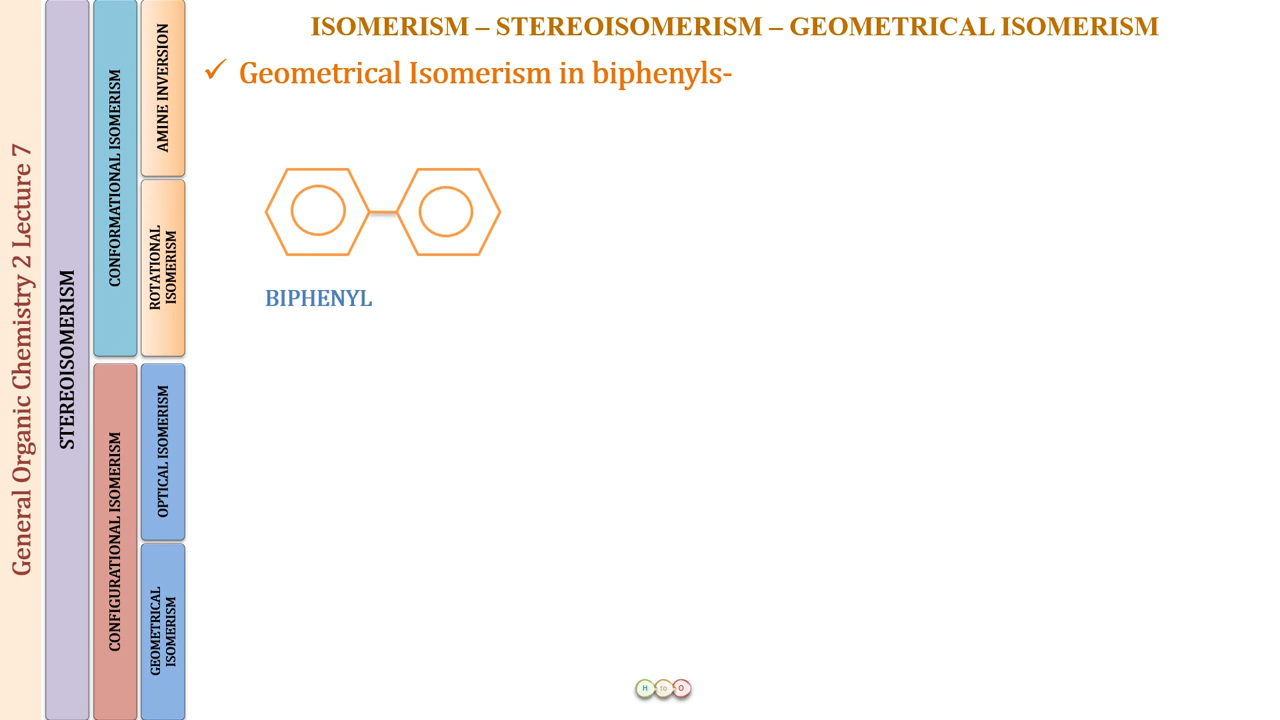 ISOMERISM – STEREOISOMERISM – GEOMETRICAL ISOMERISM
✓ Geometrical Isomerism in biphenyls-
BIPHENYL
General Organic Chemistry 2 Lecture 7
STEREOISOMERISM
CONFORMATIONAL ISOMERISM
AMINE INVERSION
ROTATIONAL
ISOMERISM
CONFIGURATIONAL ISOMERISM
OPTICAL ISOMERISM
GEOMETRICAL
ISOMERISM
H to O